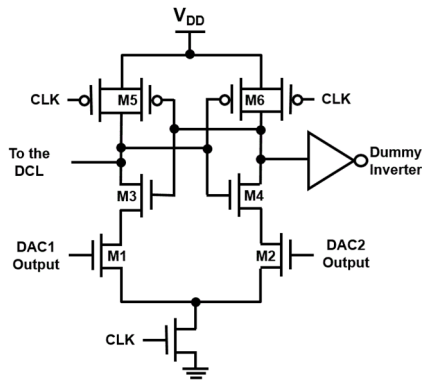 VDD
CLK
M5
M6
CLK
To the
DCL
Dummy
Inverter
M3
M4
DAC1
Output
M1
M2
DAC2
Output
CLK